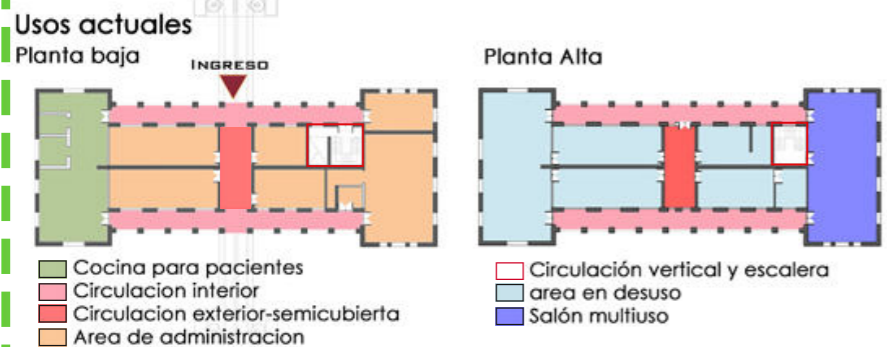 Usos actuales
Planta baja
INGRESO
Planta Alta
Cocina para pacientes
Circulacion interior
Circulacion exterior-semicubierta
Area de administracion
Circulación vertical y escalera
area en desuso
Salón multiuso